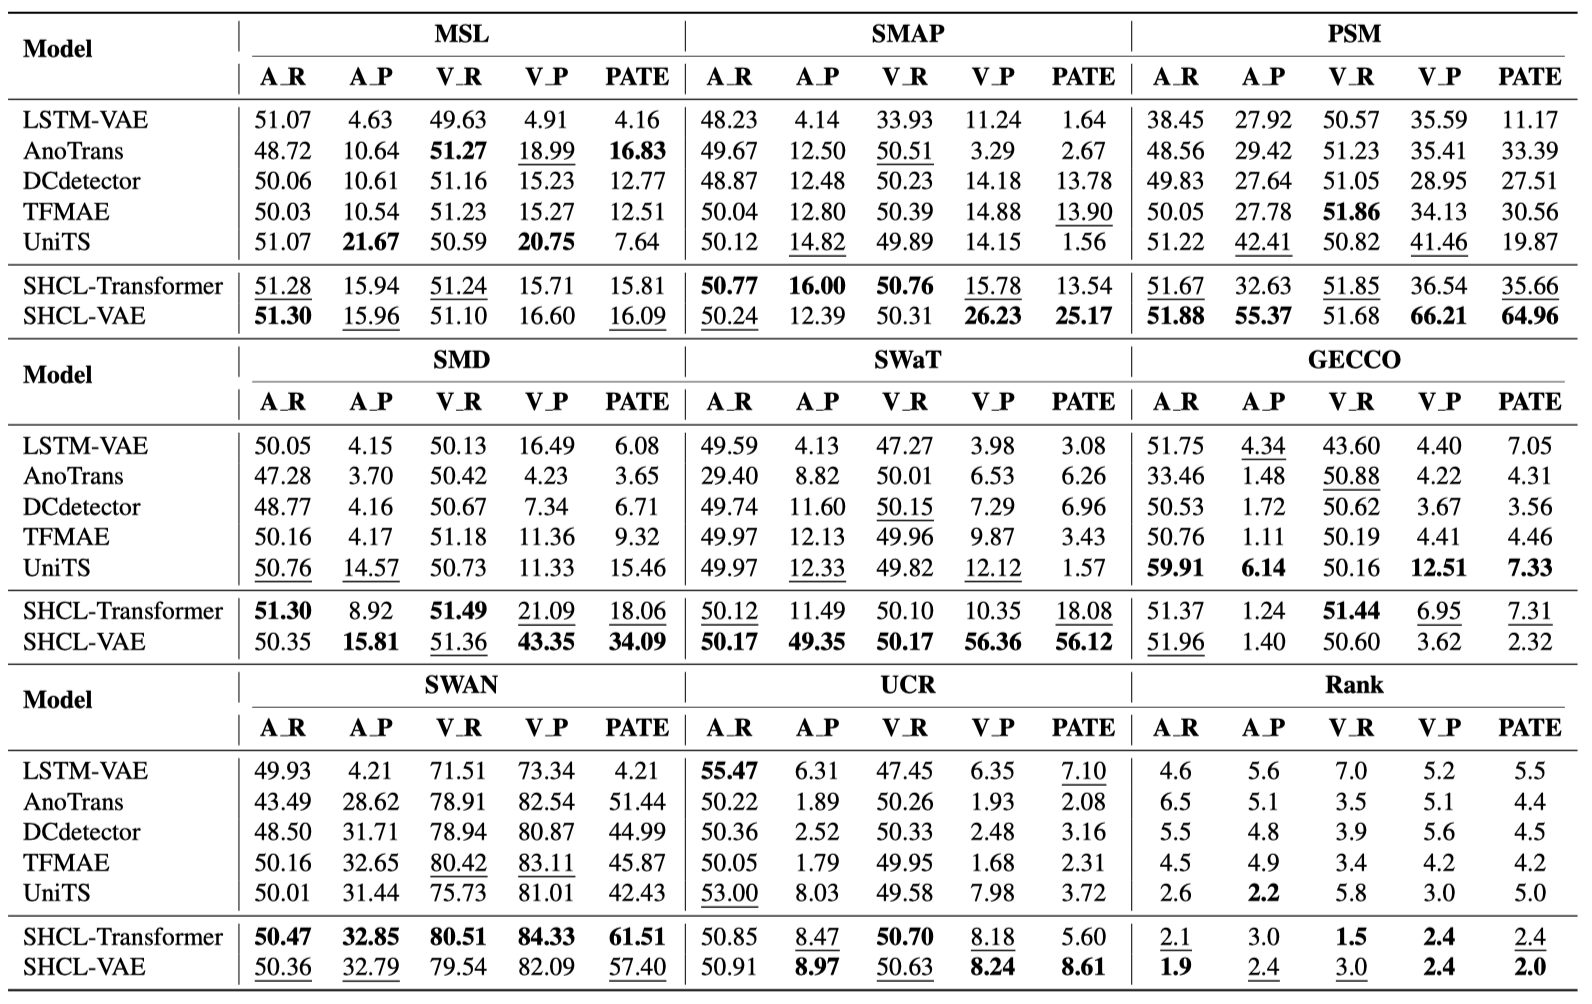 Model MSL SMAP PSM
A_R A_P V_R V_P PATE A_R A_P V_R V_P PATE A_R A_P V_R V_P PATE
LSTM-VAE 51.07 4.63 49.63 4.91 4.16 48.23 4.14 33.93 11.24 1.64 38.45 27.92 50.57 35.59 11.17
AnoTrans 48.72 10.64 51.27 18.99 16.83 49.67 12.50 50.51 3.29 2.67 48.56 29.42 51.23 35.41 33.39
DCdetector 50.06 10.61 51.16 15.23 12.77 48.87 12.48 50.23 14.18 13.78 49.83 27.64 51.05 28.95 27.51
TFMAE 50.03 10.54 51.23 15.27 12.51 50.04 12.80 50.39 14.88 13.90 50.05 27.78 51.86 34.13 30.56
UniTS 51.07 21.67 50.59 20.75 7.64 50.12 14.82 49.89 14.15 1.56 51.22 42.41 50.82 41.46 19.87
SHCL-Transformer 51.28 15.94 51.24 15.71 15.81 50.77 16.00 50.76 15.78 13.54 51.67 32.63 51.85 36.54 35.66
SHCL-VAE 51.30 15.96 51.10 16.60 16.09 50.24 12.39 50.31 26.23 25.17 51.88 55.37 51.68 66.21 64.96
Model SMD SWaT GECCO
A_R A_P V_R V_P PATE A_R A_P V_R V_P PATE A_R A_P V_R V_P PATE
LSTM-VAE 50.05 4.15 50.13 16.49 6.08 49.59 4.13 47.27 3.98 3.08 51.75 4.34 43.60 4.40 7.05
AnoTrans 47.28 3.70 50.42 4.23 3.65 29.40 8.82 50.01 6.53 6.26 33.46 1.48 50.88 4.22 4.31
DCdetector 48.77 4.16 50.67 7.34 6.71 49.74 11.60 50.15 7.29 6.96 50.53 1.72 50.62 3.67 3.56
TFMAE 50.16 4.17 51.18 11.36 9.32 49.97 12.13 49.96 9.87 3.43 50.76 1.11 50.19 4.41 4.46
UniTS 50.76 14.57 50.73 11.33 15.46 49.97 12.33 49.82 12.12 1.57 59.91 6.14 50.16 12.51 7.33
SHCL-Transformer 51.30 8.92 51.49 21.09 18.06 50.12 11.49 50.10 10.35 18.08 51.37 1.24 51.44 6.95 7.31
SHCL-VAE 50.35 15.81 51.36 43.35 34.09 50.17 49.35 50.17 56.36 56.12 51.96 1.40 50.60 3.62 2.32
Model SWAN UCR Rank
A_R A_P V_R V_P PATE A_R A_P V_R V_P PATE A_R A_P V_R V_P PATE
LSTM-VAE 49.93 4.21 71.51 73.34 4.21 55.47 6.31 47.45 6.35 7.10 4.6 5.6 7.0 5.2 5.5
AnoTrans 43.49 28.62 78.91 82.54 51.44 50.22 1.89 50.26 1.93 2.08 6.5 5.1 3.5 5.1 4.4
DCdetector 48.50 31.71 78.94 80.87 44.99 50.36 2.52 50.33 2.48 3.16 5.5 4.8 3.9 5.6 4.5
TFMAE 50.16 32.65 80.42 83.11 45.87 50.05 1.79 49.95 1.68 2.31 4.5 4.9 3.4 4.2 4.2
UniTS 50.01 31.44 75.73 81.01 42.43 53.00 8.03 49.58 7.98 3.72 2.6 2.2 5.8 3.0 5.0
SHCL-Transformer 50.47 32.85 80.51 84.33 61.51 50.85 8.47 50.70 8.18 5.60 2.1 3.0 1.5 2.4 2.4
SHCL-VAE 50.36 32.79 79.54 82.09 57.40 50.91 8.97 50.63 8.24 8.61 1.9 2.4 3.0 2.4 2.0